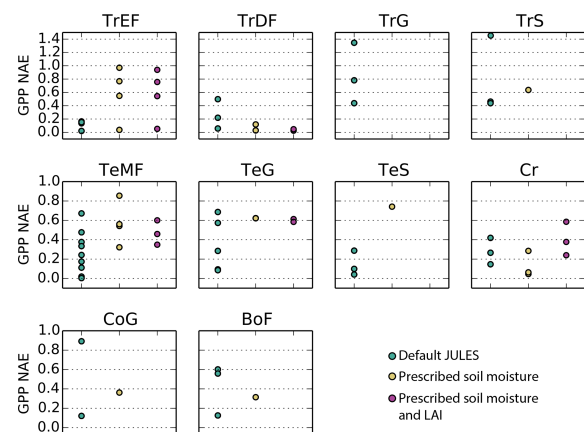 TrEF TrDF TrG TrS
GPP NAE
1.4
1.2
1.0
0.8
0.6
0.4
0.2
0.0
TeMF TeG TeS Cr
GPP NAE
1.0
0.8
0.6
0.4
0.2
0.0
CoG BoF
GPP NAE
1.0
0.8
0.6
0.4
0.2
0.0
Default JULES
Prescribed soil moisture
Prescribed soil moisture
and LAI